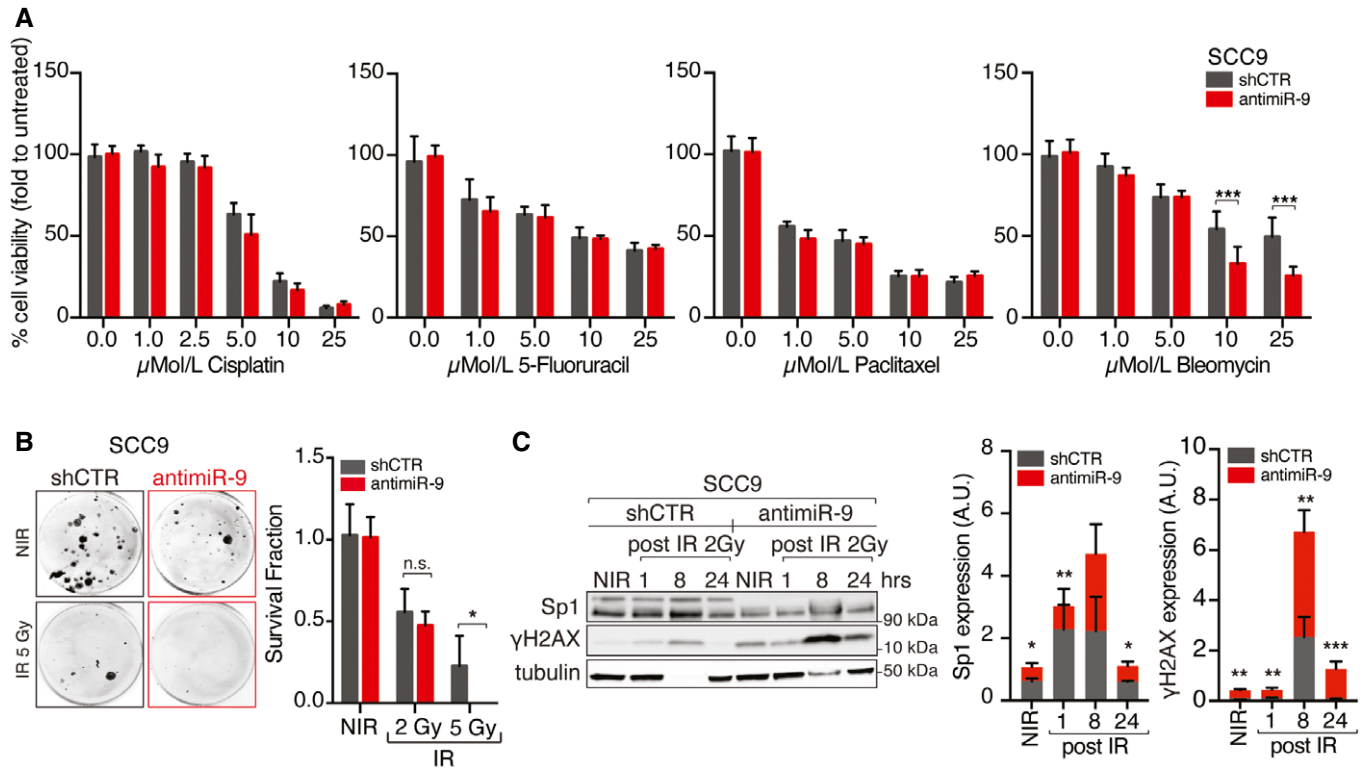 A
% cell viability (fold to untreated)
150
100
50
0
0.0 1.0 2.5 5.0 10 25
µMol/L Cisplatin
150
100
50
0
0.0 1.0 5.0 10 25
µMol/L 5-Fluoruracil
150
100
50
0
0.0 1.0 5.0 10 25
µMol/L Paclitaxel
150
100
50
0
SCC9
shCTR
antimiR-9
*** ***
0.0 1.0 5.0 10 25
µMol/L Bleomycin
B
SCC9
shCTR antimiR-9
NIR
IR 5 Gy
Survival Fraction
1.5
1.0
0.5
0.0
shCTR
antimiR-9
n.s.
*
NIR 2 Gy 5 Gy
IR
C
SCC9
shCTR antimiR-9
post IR 2Gy post IR 2Gy
NIR 1 8 24 NIR 1 8 24 hrs
Sp1
90 kDa
γH2AX
10 kDa
tubulin
50 kDa
Sp1 expression (A.U.)
8
6
4
2
0
shCTR
antimiR-9
* ** *
NIR 1 8 24
post IR
γH2AX expression (A.U.)
10
8
6
4
2
0
shCTR
antimiR-9
** ** ** ***
NIR 1 8 24
post IR